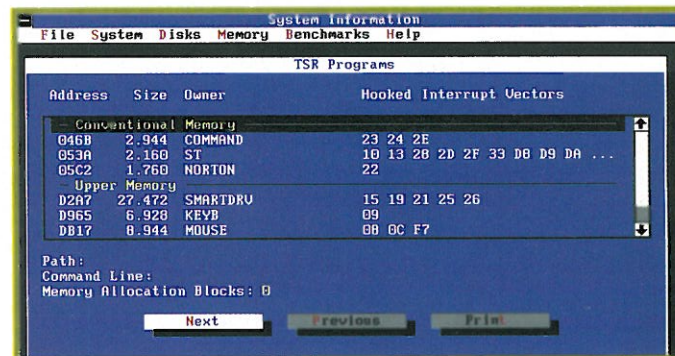 System Information
File System Disks Memory Benchmarks Help
TSR Programs
Address Size Owner Hooked Interrupt Vectors
- Conventional Memory
046B 2.944 COMMAND 23 24 2E
053A 2.160 ST 10 13 28 2D 2F 33 D8 D9 DA ...
05C2 1.760 NORTON 22
- Upper Memory
D2A7 27.472 SMARTDRV 15 19 21 25 26
D965 6.928 KEYB 09
DB17 8.944 MOUSE 0B 0C F7
Path:
Command Line:
Memory Allocation Blocks: 0
Next Previous Print